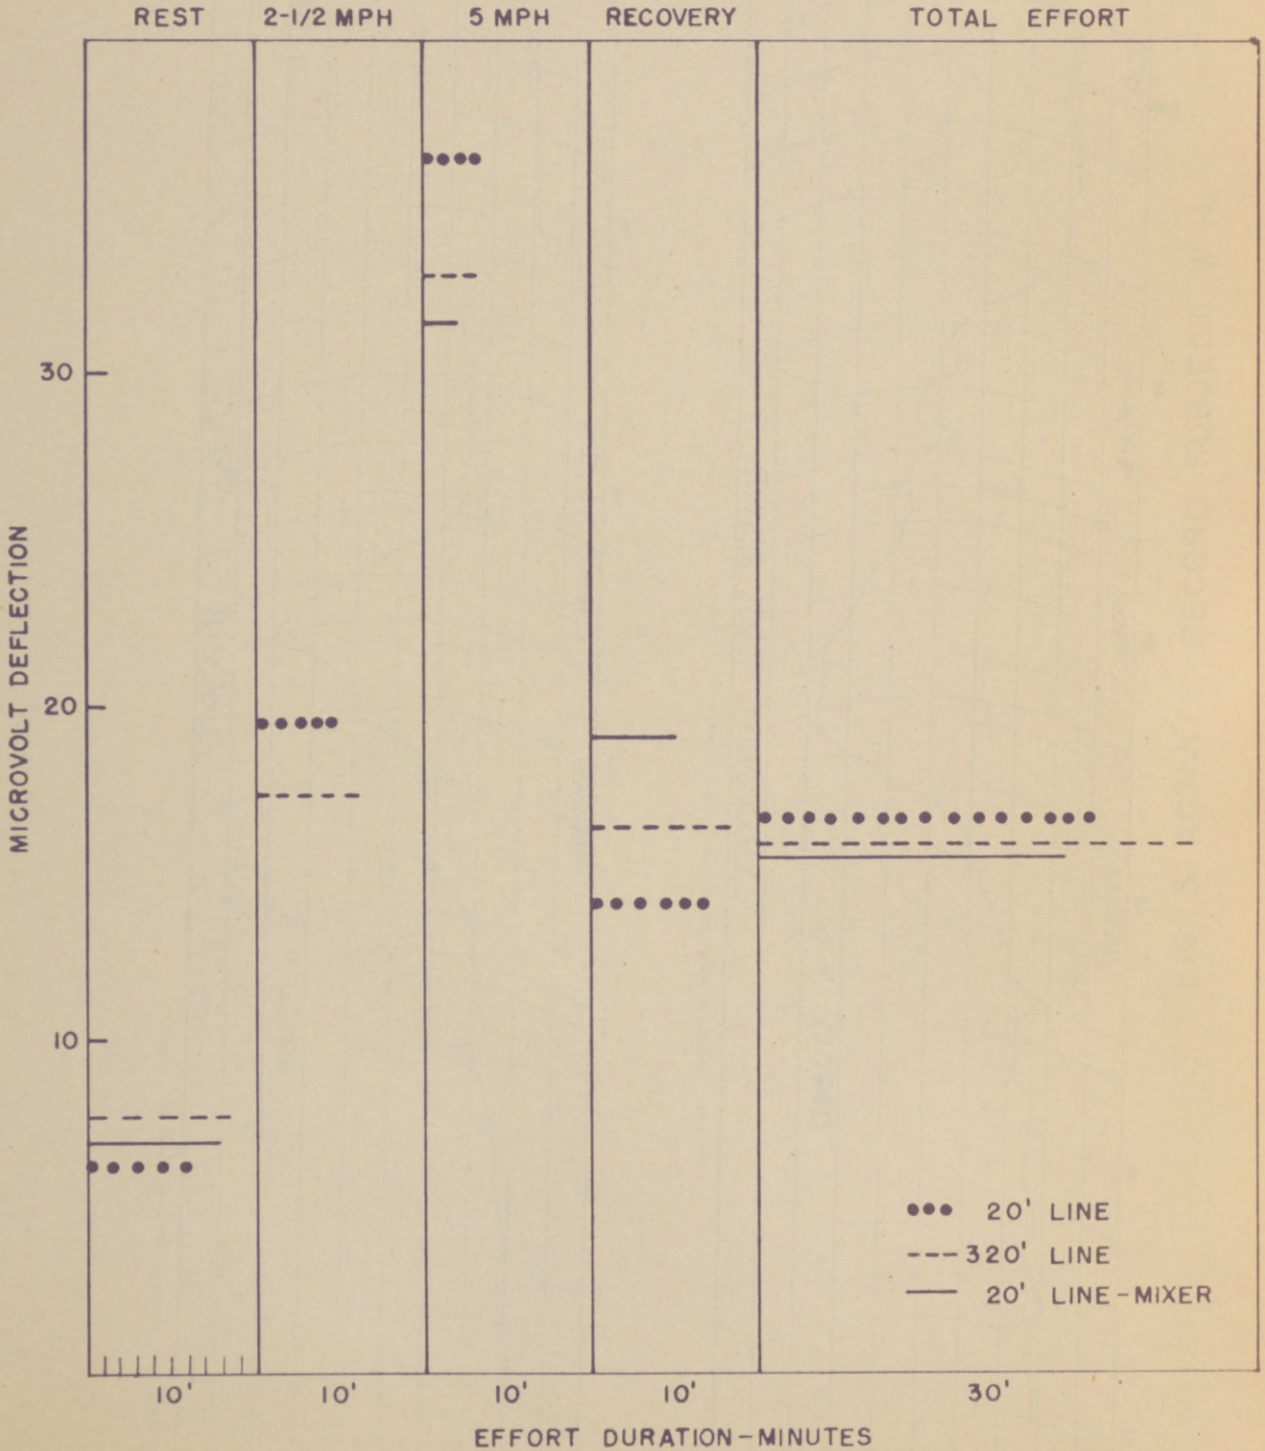 REST 2-1/2 MPH 5 MPH RECOVERY TOTAL EFFORT
30
20
10
MICROVOLT DEFLECTION
••• 20' LINE
--- 320' LINE
— 20' LINE-MIXER
10' 10' 10' 10' 30'
EFFORT DURATION-MINUTES